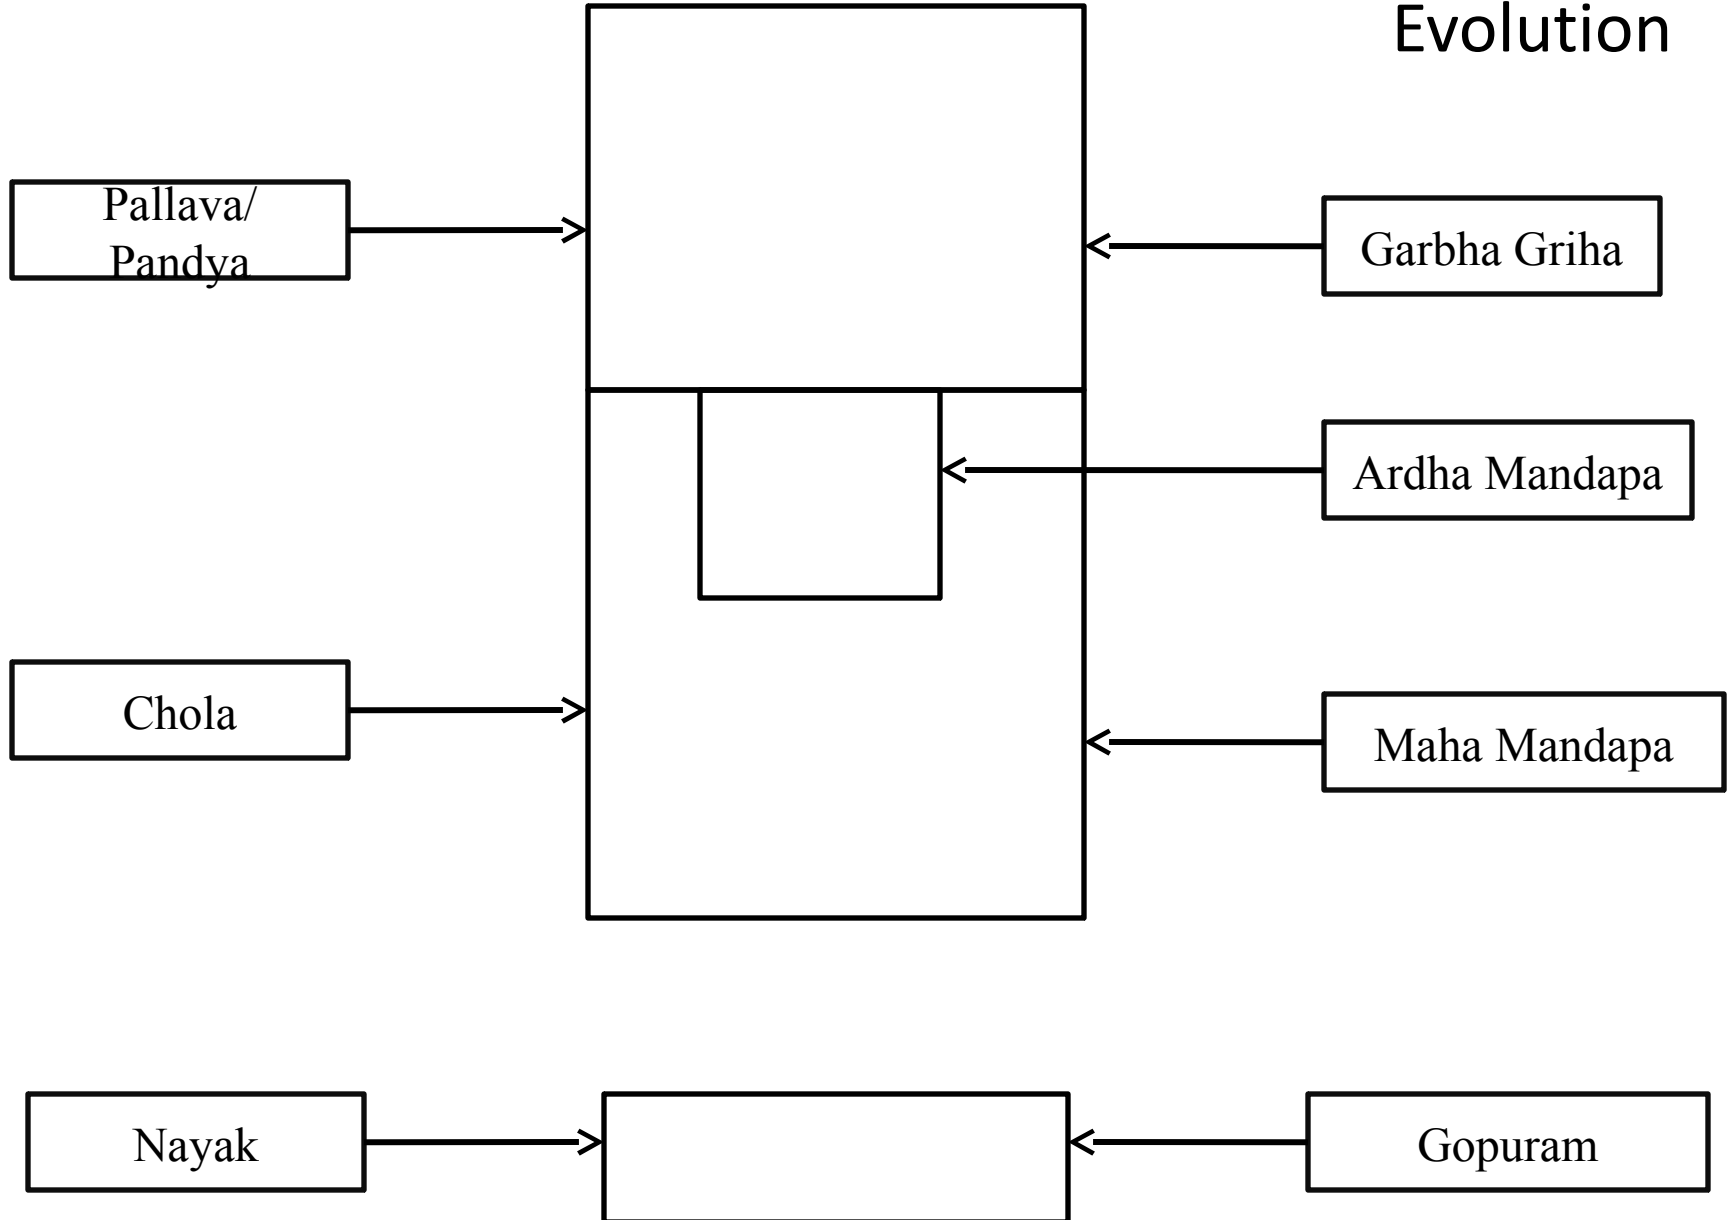 Evolution
Pallava/
Pandya
Garbha Griha
Ardha Mandapa
Chola
Maha Mandapa
Nayak
Gopuram